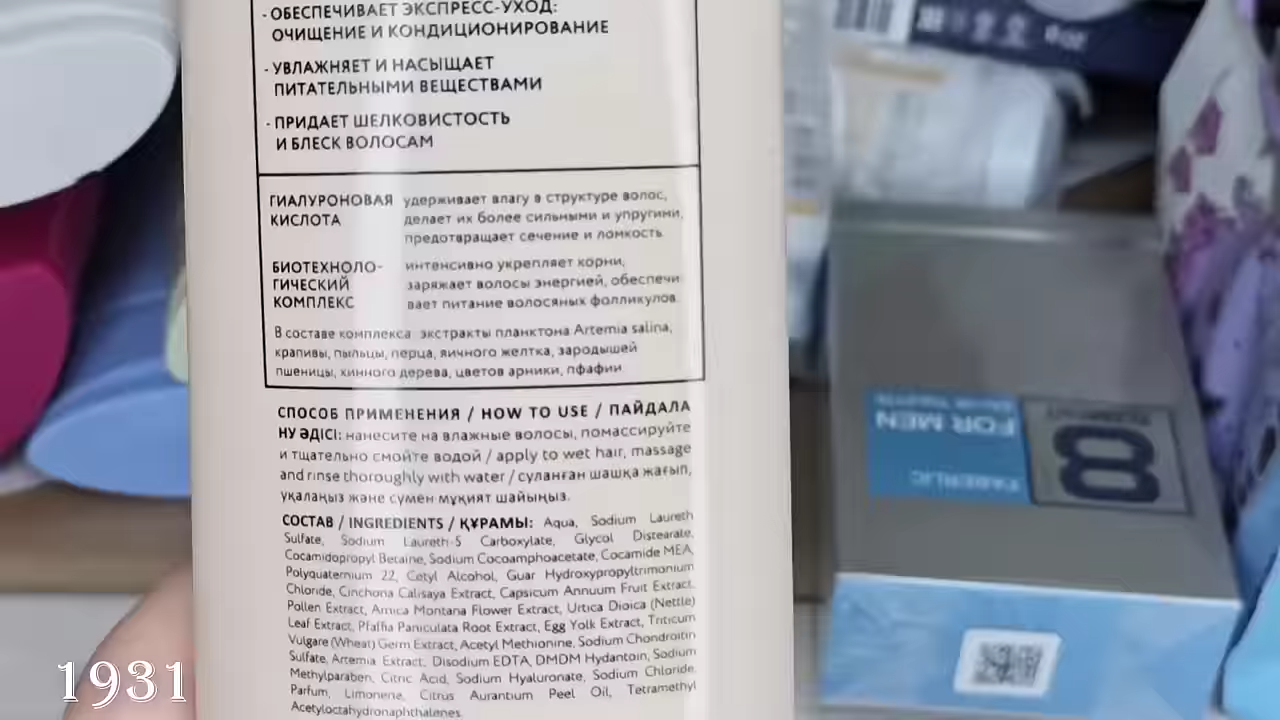 - ОБЕСПЕЧИВАЕТ ЭКСПРЕСС-УХОД:
ОЧИЩЕНИЕ И КОНДИЦИОНИРОВАНИЕ
- УВЛАЖНЯЕТ И НАСЫЩАЕТ
ПИТАТЕЛЬНЫМИ ВЕЩЕСТВАМИ
- ПРИДАЕТ ШЕЛКОВИСТОСТЬ
И БЛЕСК ВОЛОСАМ
ГИАЛУРОНОВАЯ
КИСЛОТА
удерживает влагу в структуре волос,
делает их более сильными и упругими,
предотвращает сечение и ломкость
БИОТЕХНОЛО-
ГИЧЕСКИЙ
КОМПЛЕКС
интенсивно укрепляет корни,
заряжает волосы энергией, обеспечи
вает питание волосяных фолликулов
В составе комплекса экстракты планктона Artemia salina,
крапивы, пыльцы, перца, яичного желтка, зародышей
пшеницы, хинного дерева, цветов арники, пфафии
СПОСОБ ПРИМЕНЕНИЯ / HOW TO USE / ПАЙДАЛА
НУ ӘДІСІ: нанесите на влажные волосы, помассируйте
и тщательно смойте водой / apply to wet hair, massage
and rinse thoroughly with water / суланған шашқа жағып,
уқалаңыз және сумен мұқият шайыңыз.
СОСТАВ / INGREDIENTS / ҚҰРАМЫ: Aqua, Sodium Laureth
Sulfate, Sodium Laureth-5 Carboxylate, Glycol Distearate,
Cocamidopropyl Betaine, Sodium Cocoamphoacetate, Cocamide MEA,
Polyquaternium 22, Cetyl Alcohol, Guar Hydroxypropyltrimonium
Chloride, Cinchona Calisaya Extract, Capsicum Annuum Fruit Extract,
Pollen Extract, Arnica Montana Flower Extract, Urtica Dioica (Nettle)
Leaf Extract, Pfaffia Paniculata Root Extract, Egg Yolk Extract, Triticum
Vulgare (Wheat) Germ Extract, Acetyl Methionine, Sodium Chondroitin
Sulfate, Artemia Extract, Disodium EDTA, DMDM Hydantoin, Sodium
Methylparaben, Citric Acid, Sodium Hyaluronate, Sodium Chloride,
Parfum, Limonene, Citrus Aurantium Peel Oil, Tetramethyl
Acetyloctahydronaphthalenes
FOR MEN
FABERLIC
8
1931